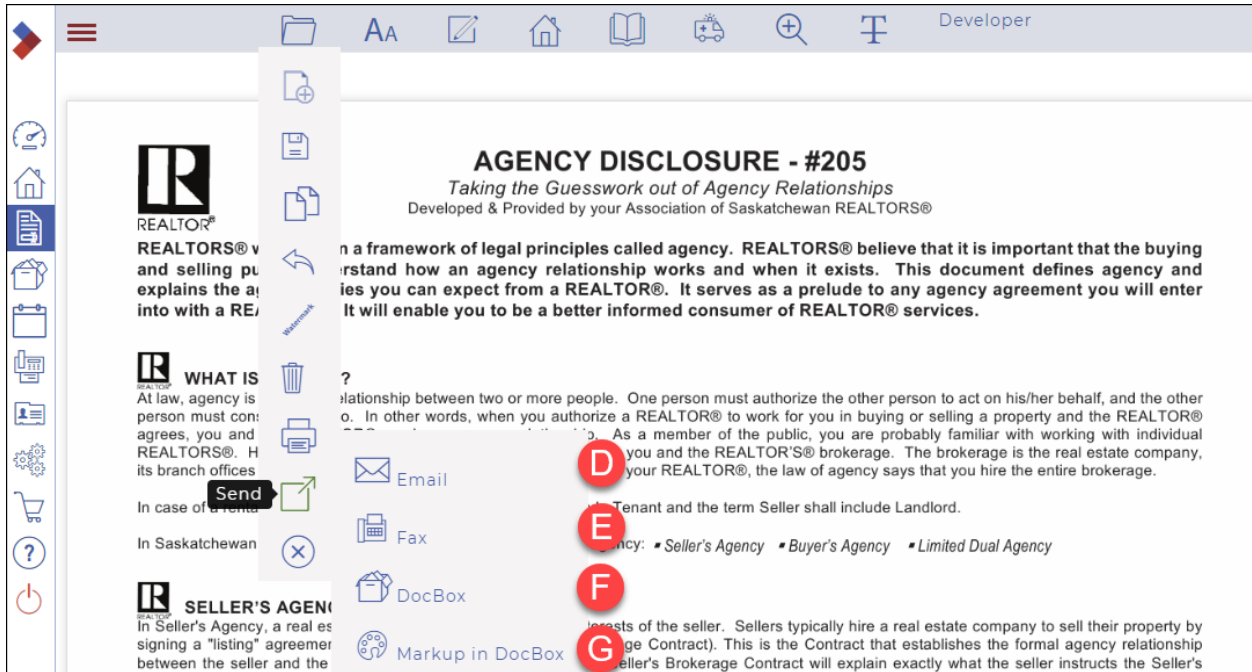 AA
T
Developer
AGENCY DISCLOSURE - #205
Taking the Guesswork out of Agency Relationships
Developed & Provided by your Association of Saskatchewan REALTORS®
R
REALTOR®
REALTORS® w n a framework of legal principles called agency. REALTORS® believe that it is important that the buying
and selling pu erstand how an agency relationship works and when it exists. This document defines agency and
explains the ag ies you can expect from a REALTOR®. It serves as a prelude to any agency agreement you will enter
into with a REA It will enable you to be a better informed consumer of REALTOR® services.
Watermark
R
REALTOR®
WHAT IS ?
At law, agency is elationship between two or more people. One person must authorize the other person to act on his/her behalf, and the other
person must cons o. In other words, when you authorize a REALTOR® to work for you in buying or selling a property and the REALTOR®
agrees, you and As a member of the public, you are probably familiar with working with individual
REALTORS®. H you and the REALTOR'S® brokerage. The brokerage is the real estate company,
its branch offices your REALTOR®, the law of agency says that you hire the entire brokerage.
Email
D
Send
In case of a renta Tenant and the term Seller shall include Landlord.
Fax
E
In Saskatchewan ncy: ▪ Seller's Agency ▪ Buyer's Agency ▪ Limited Dual Agency
DocBox
F
?
R
REALTOR®
SELLER'S AGEN
In Seller's Agency, a real es erests of the seller. Sellers typically hire a real estate company to sell their property by
signing a "listing" agreemen ge Contract). This is the Contract that establishes the formal agency relationship
Markup in DocBox
G
between the seller and the eller's Brokerage Contract will explain exactly what the seller instructs the Seller's